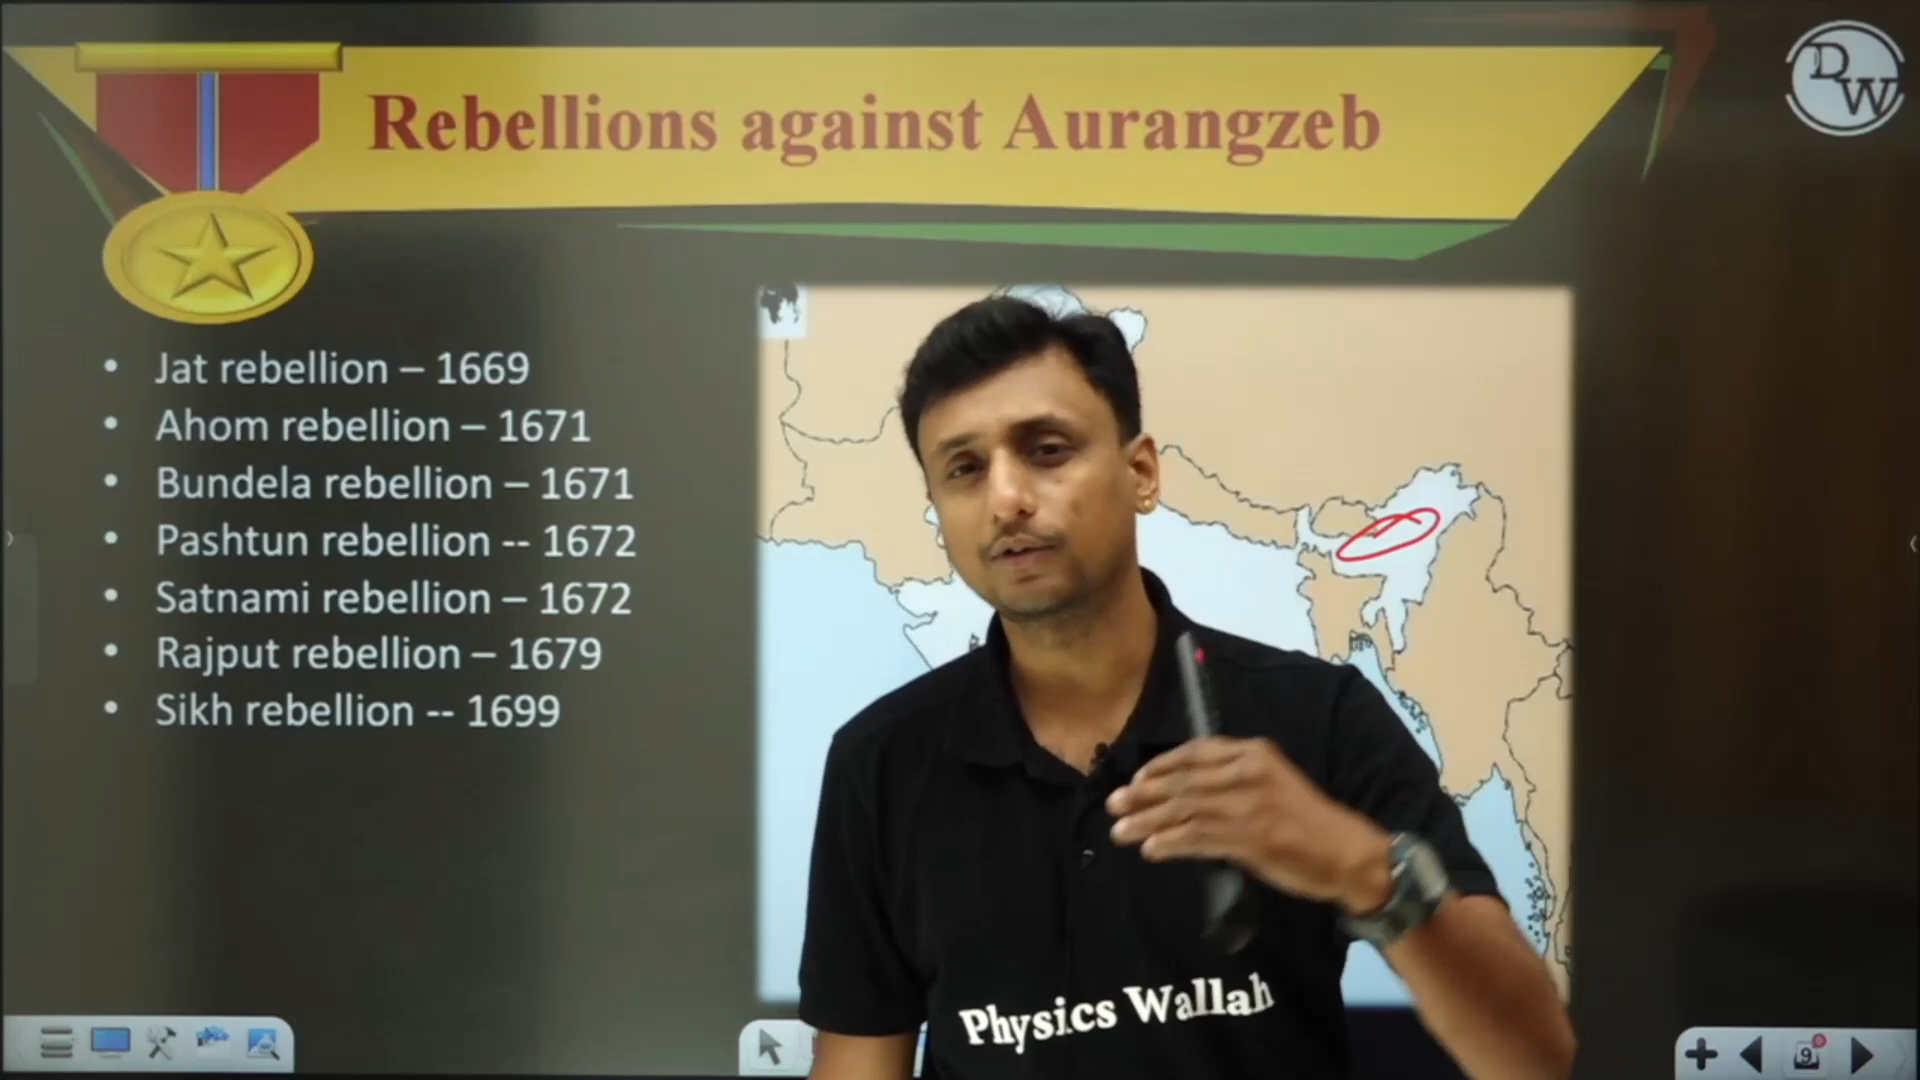 Rebellions against Aurangzeb
• Jat rebellion – 1669
• Ahom rebellion – 1671
• Bundela rebellion – 1671
• Pashtun rebellion -- 1672
• Satnami rebellion – 1672
• Rajput rebellion – 1679
• Sikh rebellion -- 1699
Physics Wallah
9